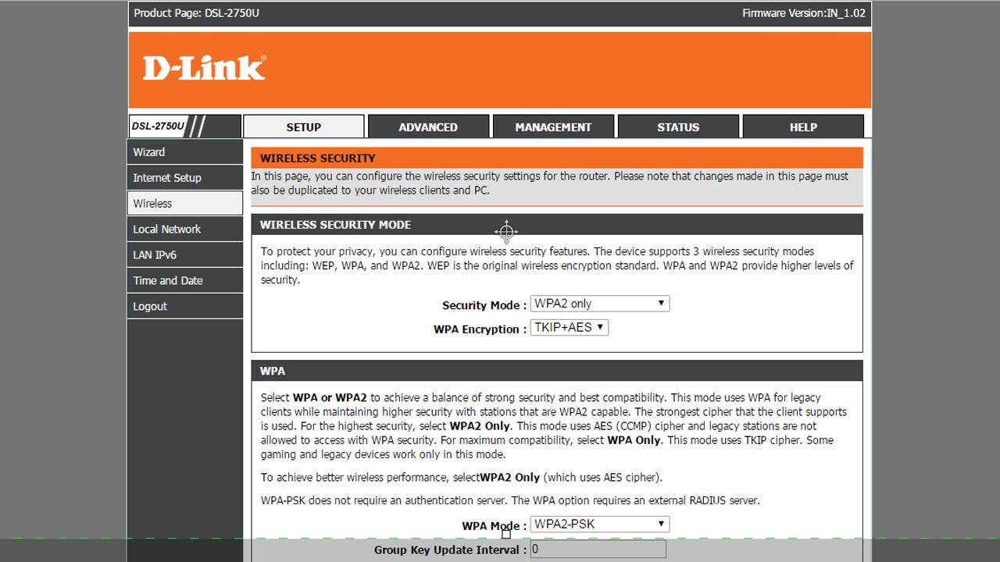 Product Page: DSL-2750U
Firmware Version:IN_1.02
D-Link®
DSL-2750U
SETUP
ADVANCED
MANAGEMENT
STATUS
HELP
Wizard
Internet Setup
Wireless
Local Network
LAN IPv6
Time and Date
Logout
WIRELESS SECURITY
In this page, you can configure the wireless security settings for the router. Please note that changes made in this page must
also be duplicated to your wireless clients and PC.
WIRELESS SECURITY MODE
To protect your privacy, you can configure wireless security features. The device supports 3 wireless security modes
including: WEP, WPA, and WPA2. WEP is the original wireless encryption standard. WPA and WPA2 provide higher levels of
security.
Security Mode : WPA2 only
WPA Encryption : TKIP+AES
WPA
Select WPA or WPA2 to achieve a balance of strong security and best compatibility. This mode uses WPA for legacy
clients while maintaining higher security with stations that are WPA2 capable. The strongest cipher that the client supports
is used. For the highest security, select WPA2 Only. This mode uses AES (CCMP) cipher and legacy stations are not
allowed to access with WPA security. For maximum compatibility, select WPA Only. This mode uses TKIP cipher. Some
gaming and legacy devices work only in this mode.
To achieve better wireless performance, selectWPA2 Only (which uses AES cipher).
WPA-PSK does not require an authentication server. The WPA option requires an external RADIUS server.
WPA Mode : WPA2-PSK
Group Key Update Interval : 0